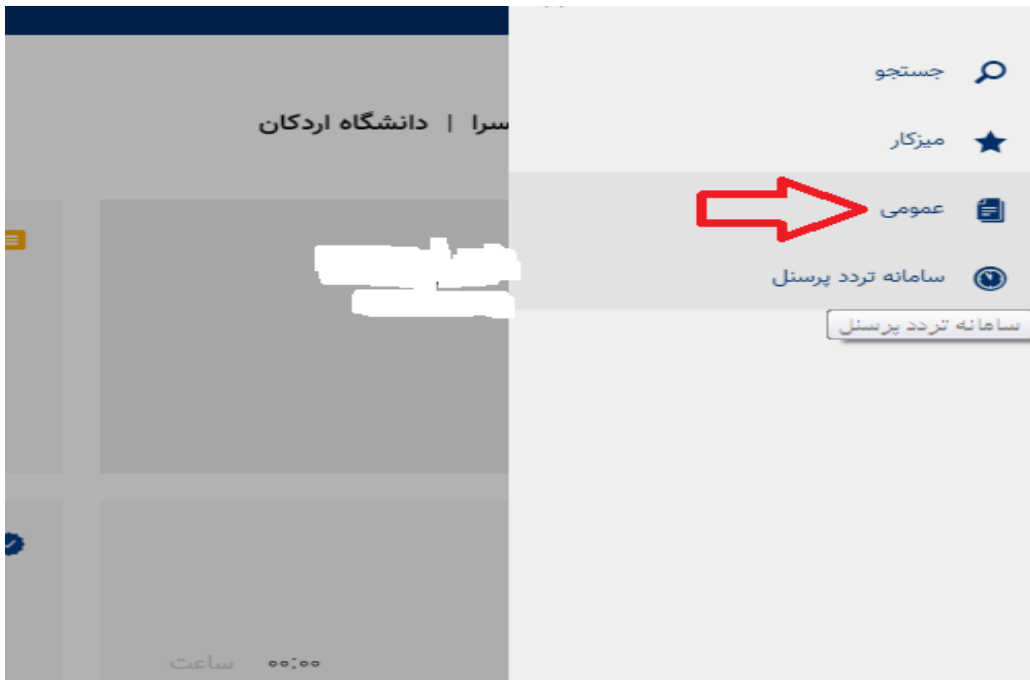 جستجو
سرا | دانشگاه اردکان
میزکار
عمومی
سامانه تردد پرسنل
سامانه تردد پرسنل
۰۰:۰۰ ساعت